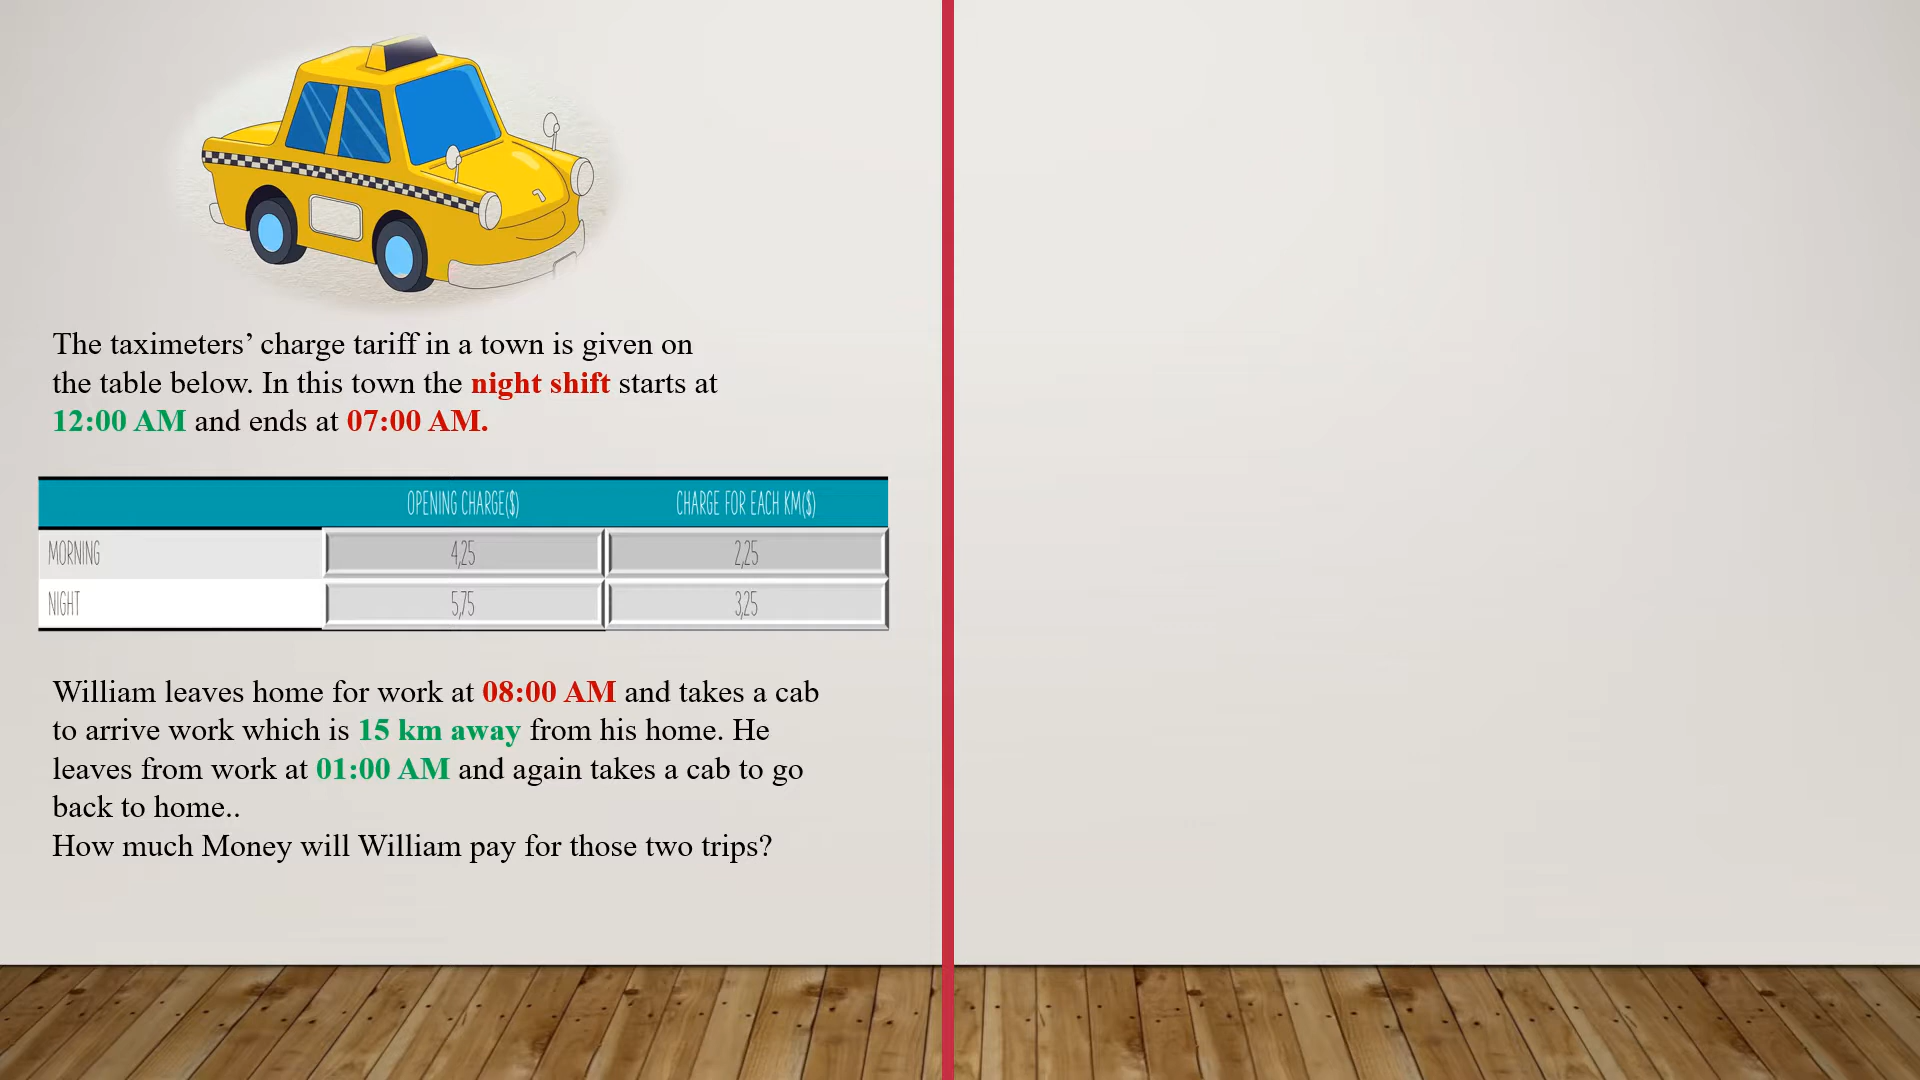 The taximeters’ charge tariff in a town is given on
the table below. In this town the night shift starts at
12:00 AM and ends at 07:00 AM.
OPENING CHARGE($) CHARGE FOR EACH KM($)
MORNING 4,25 2,25
NIGHT 5,75 3,25
William leaves home for work at 08:00 AM and takes a cab
to arrive work which is 15 km away from his home. He
leaves from work at 01:00 AM and again takes a cab to go
back to home..
How much Money will William pay for those two trips?